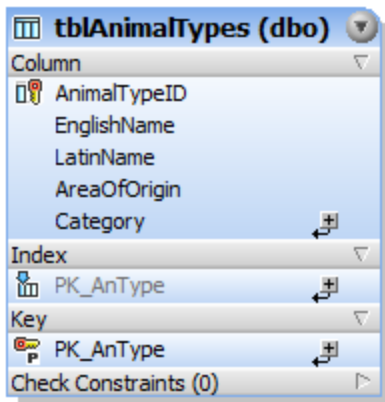 tblAnimalTypes (dbo)
Column
AnimalTypeID
EnglishName
LatinName
AreaOfOrigin
Category
Index
PK_AnType
Key
P PK_AnType
Check Constraints (0)